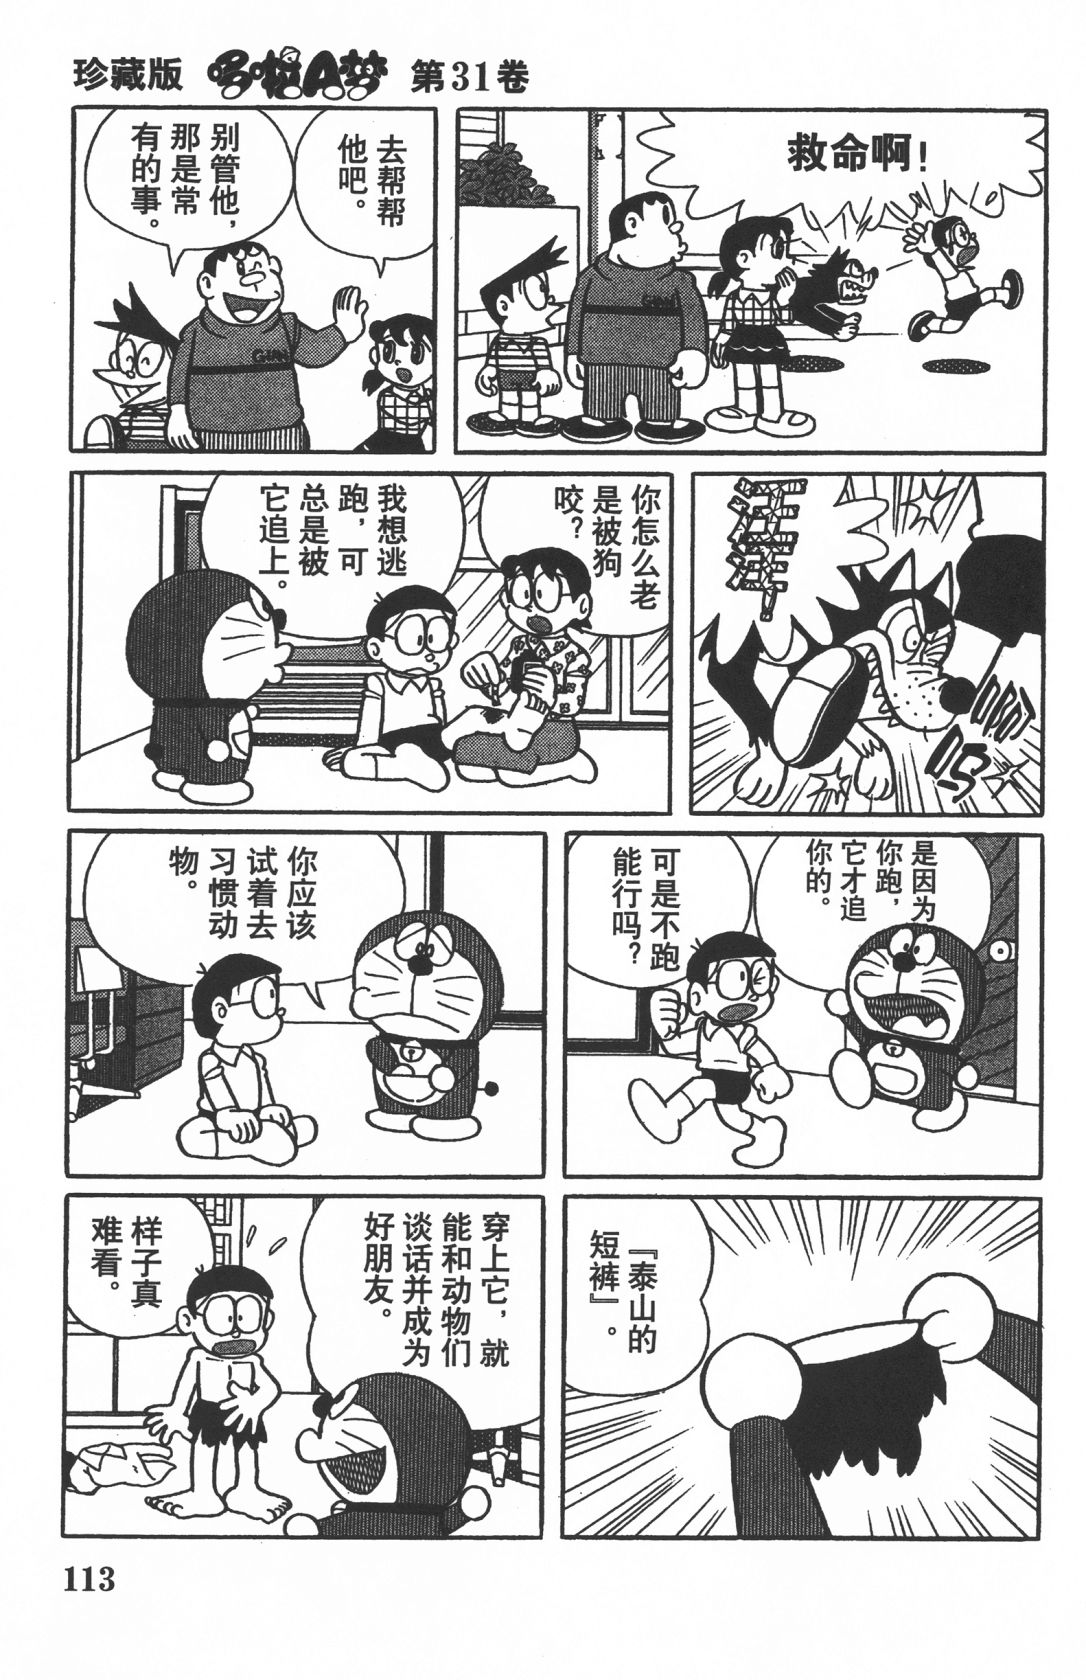 珍藏版 哆啦A梦 第31卷
救命啊！
去帮帮
他吧。
别管他，
那是常
有的事。
GIAN
GIAN
汪汪
你怎么老
是被狗
咬？
我想逃
跑，可
总是被
它追上。
是因为
你跑，
它才追
你的。
可是不跑
能行吗？
你应该
试着去
习惯动
物。
『泰山的
短裤』。
穿上它，就
能和动物们
谈话并成为
好朋友。
样子真
难看。
113